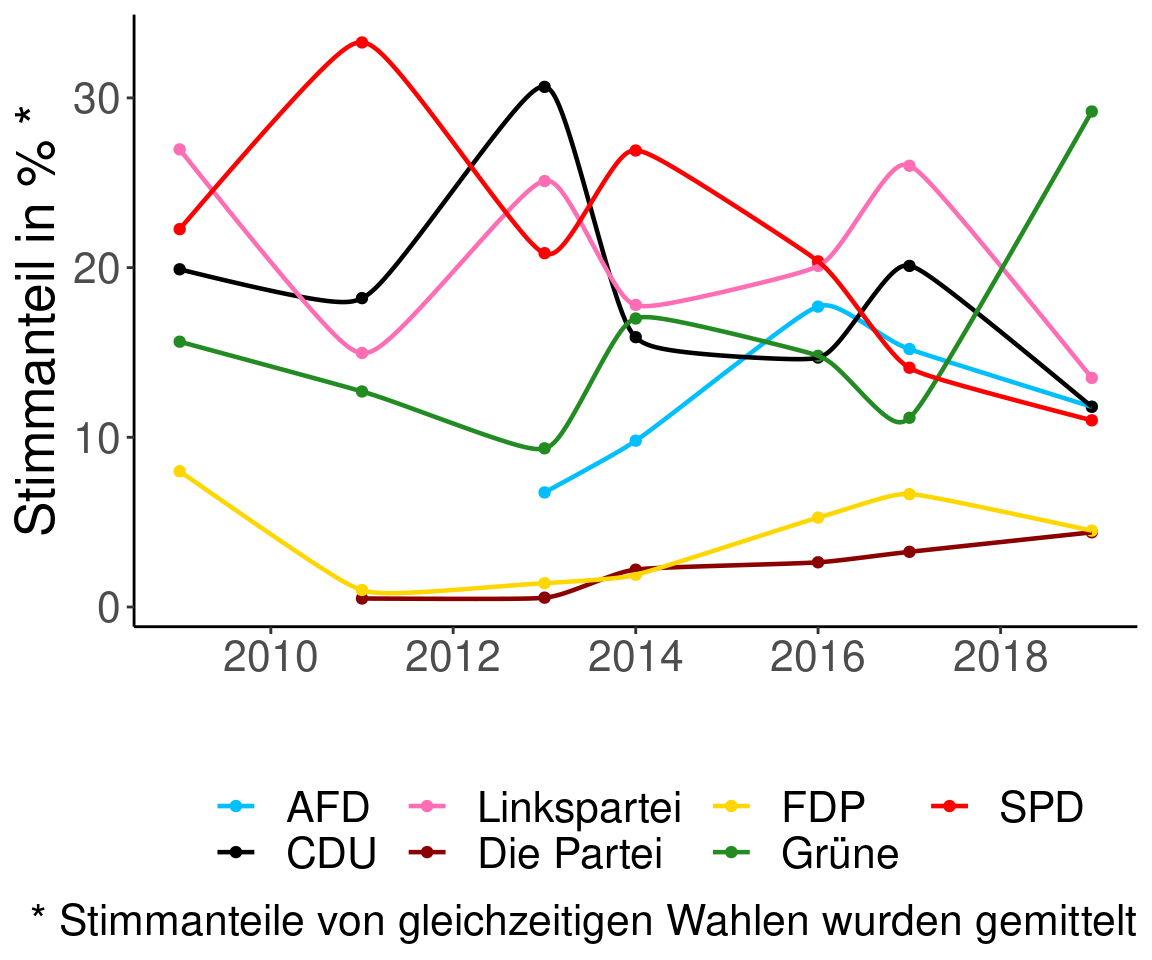 Stimmanteil in % *
30
20
10
0
2010 2012 2014 2016 2018
AFD Linkspartei FDP SPD
CDU Die Partei Grüne
* Stimmanteile von gleichzeitigen Wahlen wurden gemittelt